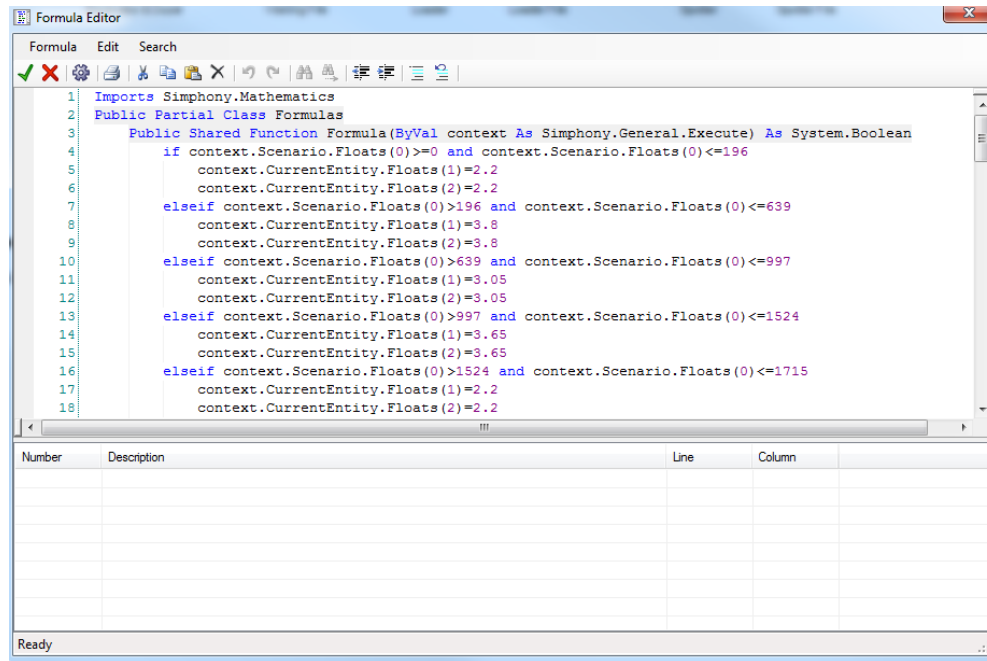 Formula Editor
x
Formula Edit Search
1 Imports Simphony.Mathematics
2 Public Partial Class Formulas
3 Public Shared Function Formula(ByVal context As Simphony.General.Execute) As System.Boolean
4 if context.Scenario.Floats(0)>=0 and context.Scenario.Floats(0)<=196
5 context.CurrentEntity.Floats(1)=2.2
6 context.CurrentEntity.Floats(2)=2.2
7 elseif context.Scenario.Floats(0)>196 and context.Scenario.Floats(0)<=639
8 context.CurrentEntity.Floats(1)=3.8
9 context.CurrentEntity.Floats(2)=3.8
10 elseif context.Scenario.Floats(0)>639 and context.Scenario.Floats(0)<=997
11 context.CurrentEntity.Floats(1)=3.05
12 context.CurrentEntity.Floats(2)=3.05
13 elseif context.Scenario.Floats(0)>997 and context.Scenario.Floats(0)<=1524
14 context.CurrentEntity.Floats(1)=3.65
15 context.CurrentEntity.Floats(2)=3.65
16 elseif context.Scenario.Floats(0)>1524 and context.Scenario.Floats(0)<=1715
17 context.CurrentEntity.Floats(1)=2.2
18 context.CurrentEntity.Floats(2)=2.2
Number Description Line Column
Ready